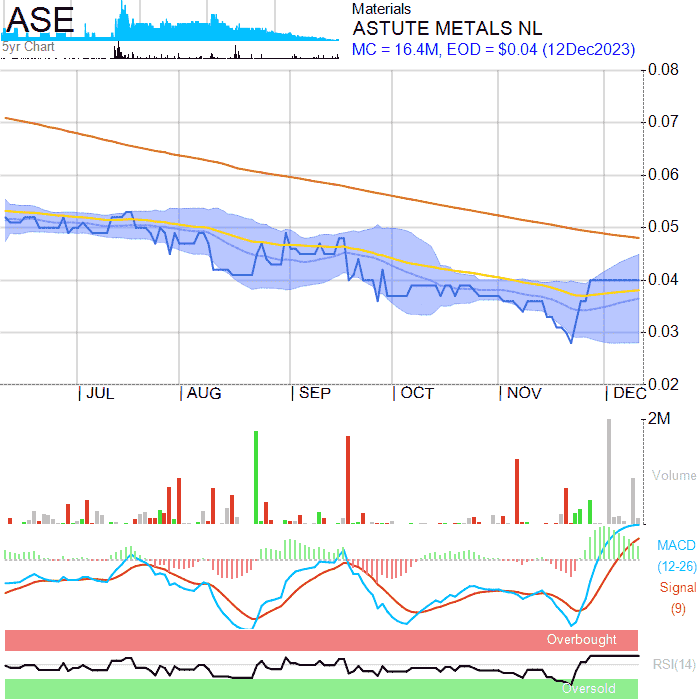 ASE
5yr Chart
Materials
ASTUTE METALS NL
MC = 16.4M, EOD = $0.04 (12Dec2023)
0.08
0.07
0.06
0.05
0.04
0.03
0.02
JUL
AUG
SEP
OCT
NOV
DEC
2M
Volume
MACD
(12-26)
Signal
(9)
Overbought
RSI(14)
Oversold